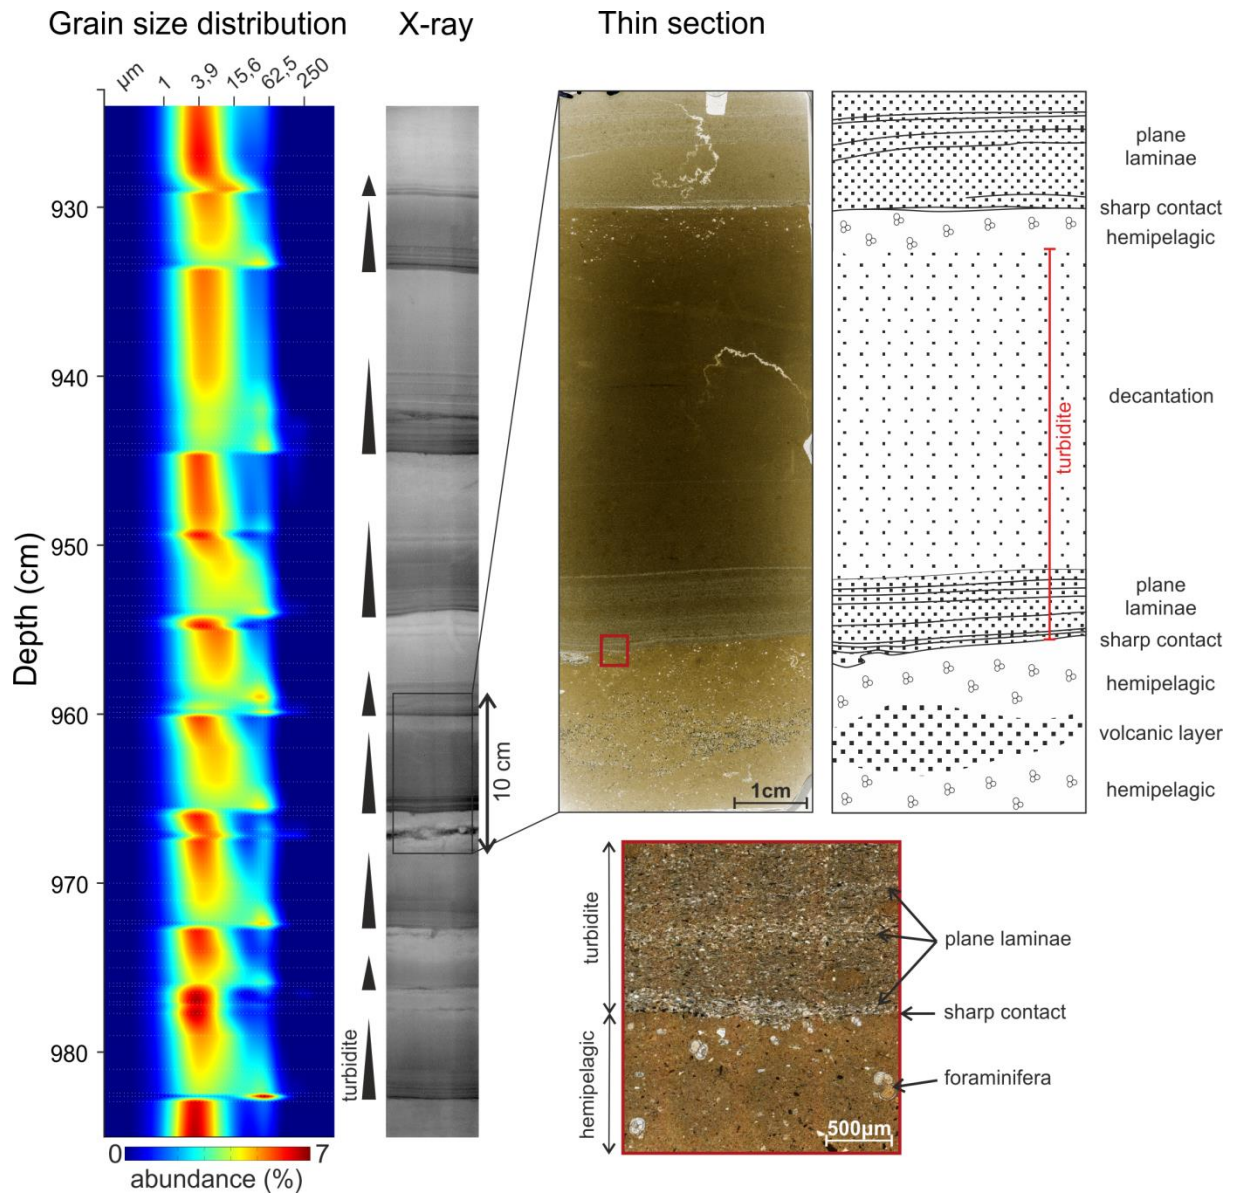 Grain size distribution
X-ray
Thin section
μm
1
3,9
15,6
62,5
250
Depth (cm)
930
940
950
960
970
980
turbidite
10 cm
1cm
turbidite
plane
laminae
sharp contact
hemipelagic
decantation
plane
laminae
sharp contact
hemipelagic
volcanic layer
hemipelagic
turbidite
hemipelagic
plane laminae
sharp contact
foraminifera
500μm
0
7
abundance (%)